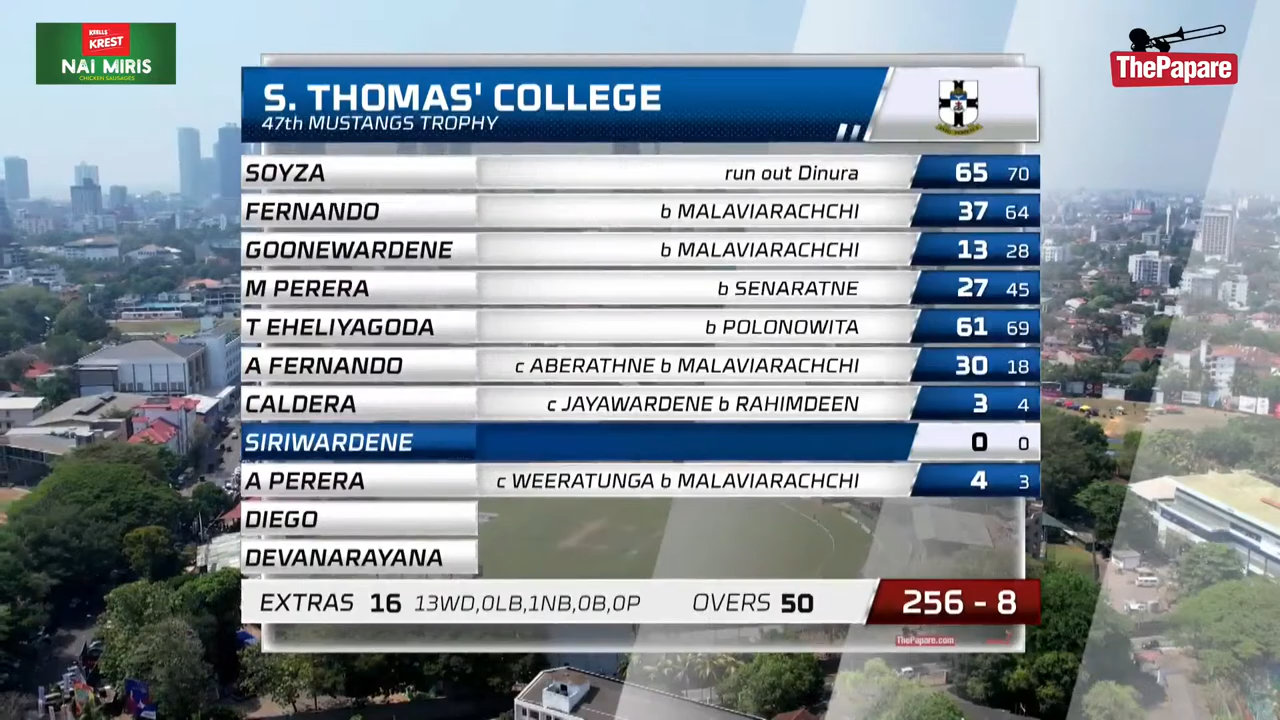 KEELLS
KREST
NAI MIRIS
CHICKEN SAUSAGES
ThePapare
S. THOMAS' COLLEGE
47th MUSTANGS TROPHY
SOYZA run out Dinura 65 70
FERNANDO b MALAVIARACHCHI 37 64
GOONEWARDENE b MALAVIARACHCHI 13 28
M PERERA b SENARATNE 27 45
T EHELIYAGODA b POLONOWITA 61 69
A FERNANDO c ABERATHNE b MALAVIARACHCHI 30 18
CALDERA c JAYAWARDENE b RAHIMDEEN 3 4
SIRIWARDENE 0 0
A PERERA c WEERATUNGA b MALAVIARACHCHI 4 3
DIEGO
DEVANARAYANA
EXTRAS 16 13WD,0LB,1NB,0B,0P OVERS 50 256 - 8
ThePapare.com